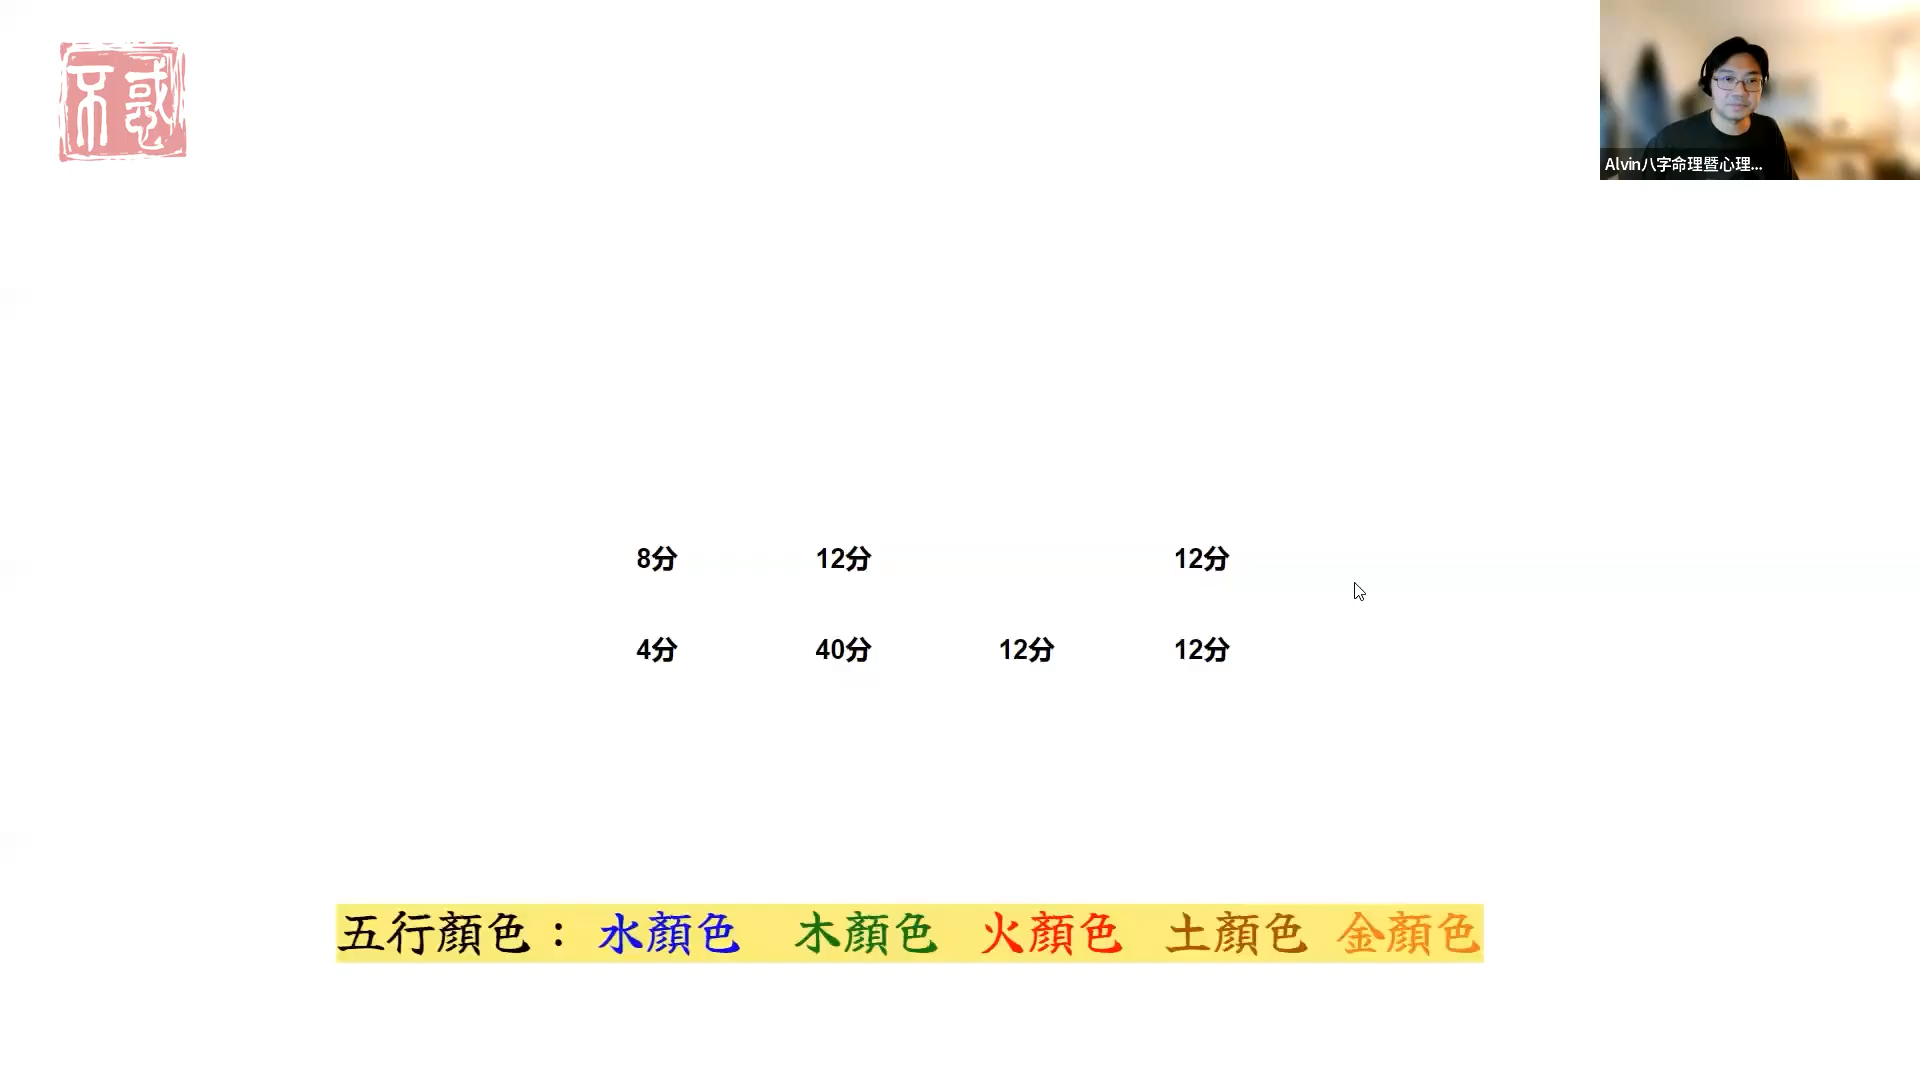 不惑
Alvin八字命理暨心理...
8分 12分 12分
4分 40分 12分 12分
五行顏色： 水顏色 木顏色 火顏色 土顏色 金顏色